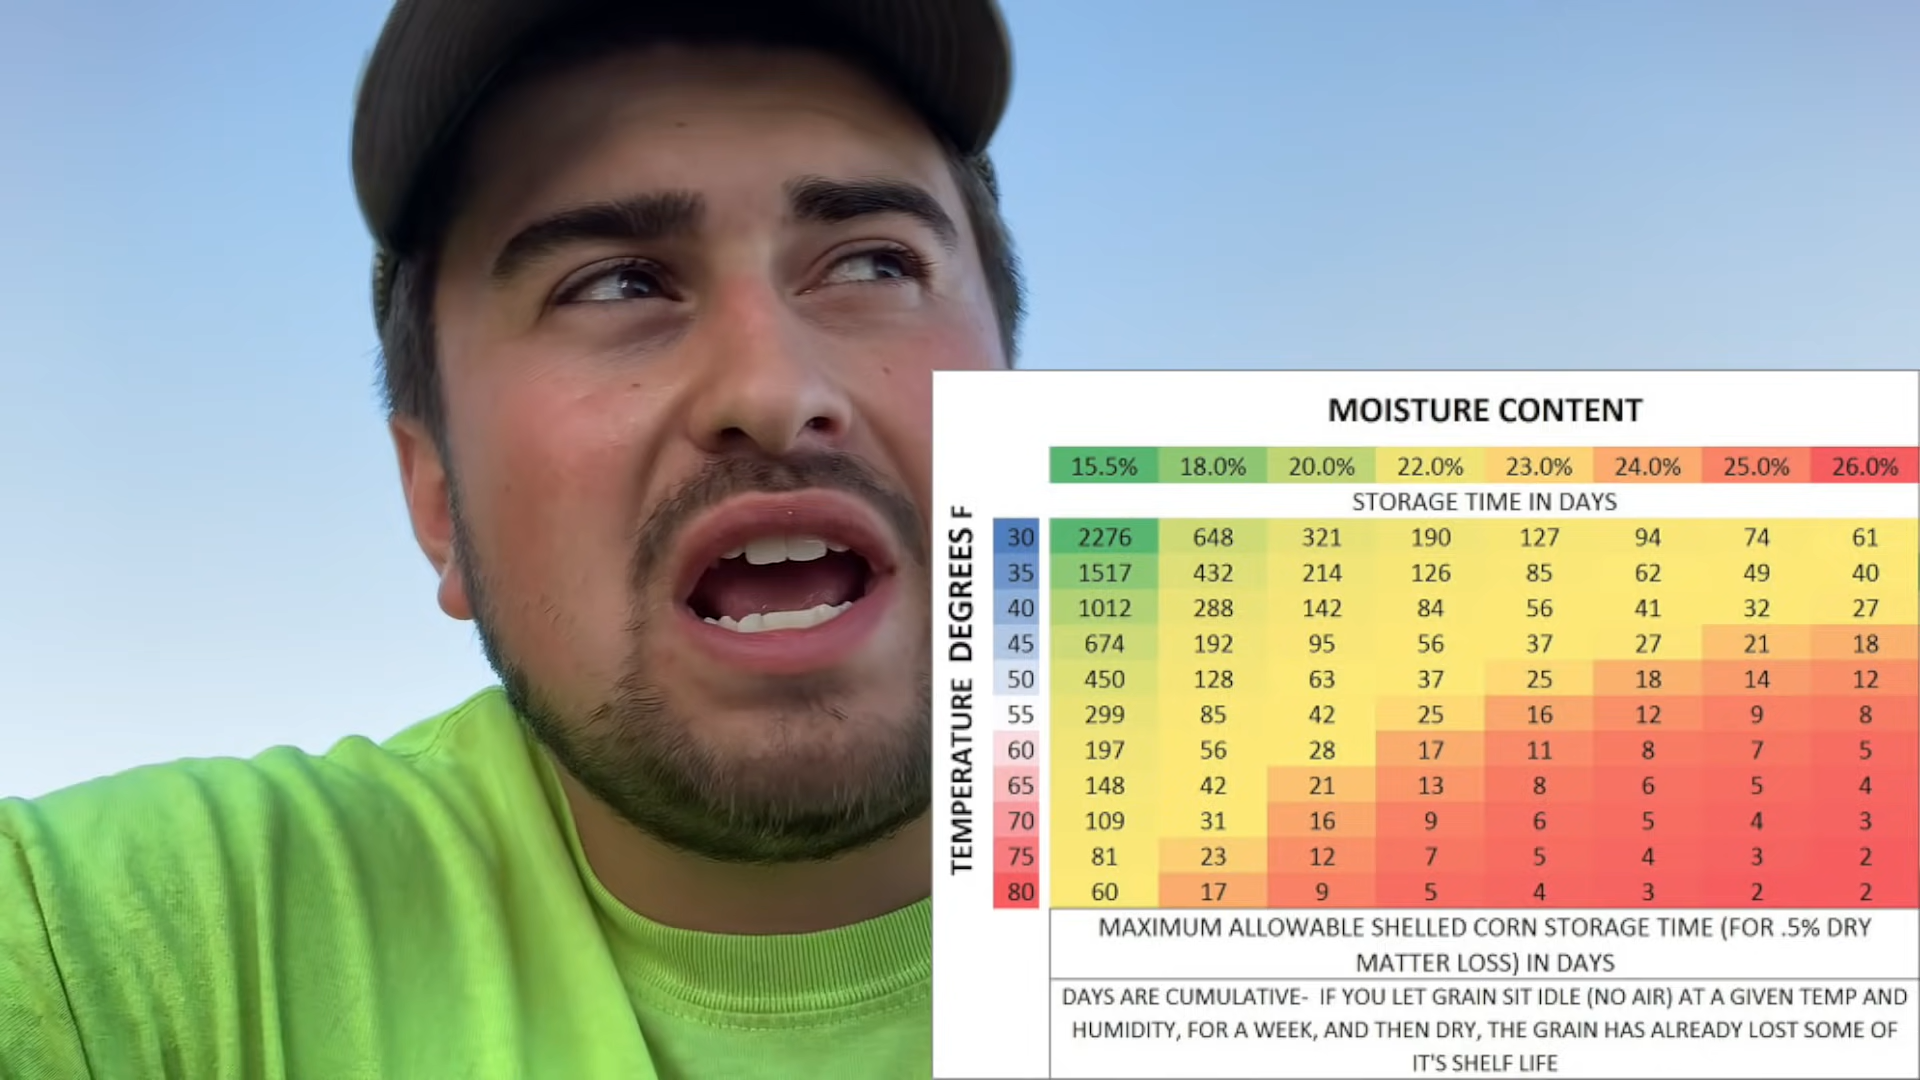 MOISTURE CONTENT
15.5% 18.0% 20.0% 22.0% 23.0% 24.0% 25.0% 26.0%
STORAGE TIME IN DAYS
TEMPERATURE DEGREES F
30 2276 648 321 190 127 94 74 61
35 1517 432 214 126 85 62 49 40
40 1012 288 142 84 56 41 32 27
45 674 192 95 56 37 27 21 18
50 450 128 63 37 25 18 14 12
55 299 85 42 25 16 12 9 8
60 197 56 28 17 11 8 7 5
65 148 42 21 13 8 6 5 4
70 109 31 16 9 6 5 4 3
75 81 23 12 7 5 4 3 2
80 60 17 9 5 4 3 2 2
MAXIMUM ALLOWABLE SHELLED CORN STORAGE TIME (FOR .5% DRY
MATTER LOSS) IN DAYS
DAYS ARE CUMULATIVE- IF YOU LET GRAIN SIT IDLE (NO AIR) AT A GIVEN TEMP AND
HUMIDITY, FOR A WEEK, AND THEN DRY, THE GRAIN HAS ALREADY LOST SOME OF
IT'S SHELF LIFE